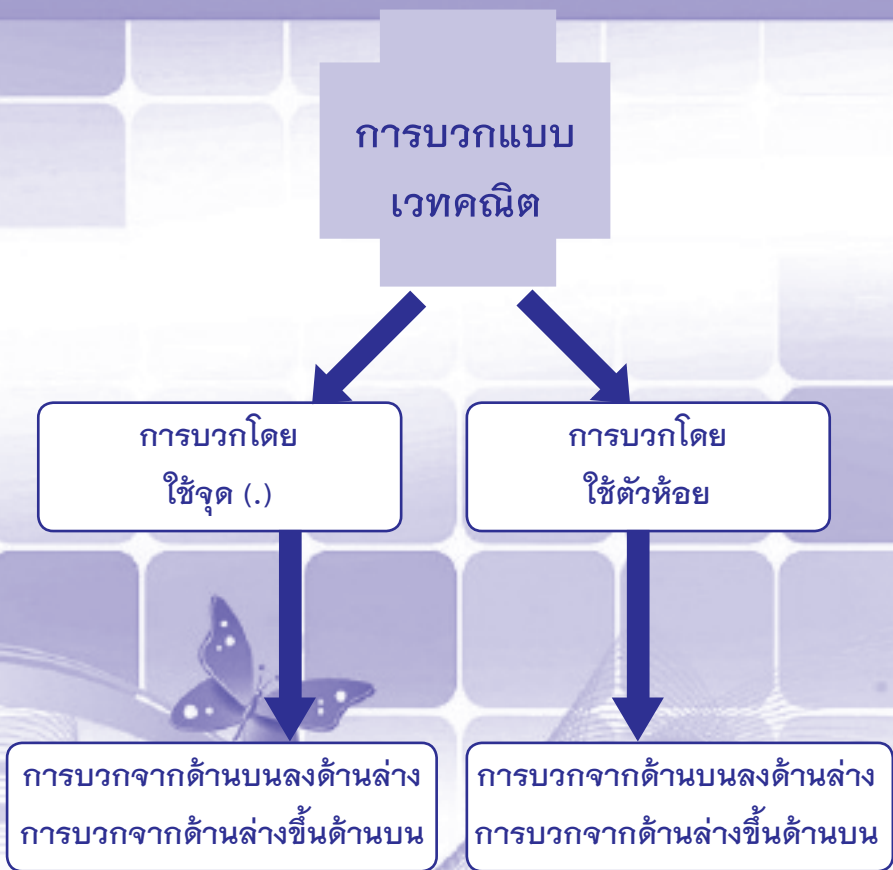 การบวกแบบ
เวทคณิต
การบวกโดย
ใช้จุด (.)
การบวกโดย
ใช้ตัวห้อย
การบวกจากด้านบนลงด้านล่าง
การบวกจากด้านล่างขึ้นด้านบน
การบวกจากด้านบนลงด้านล่าง
การบวกจากด้านล่างขึ้นด้านบน